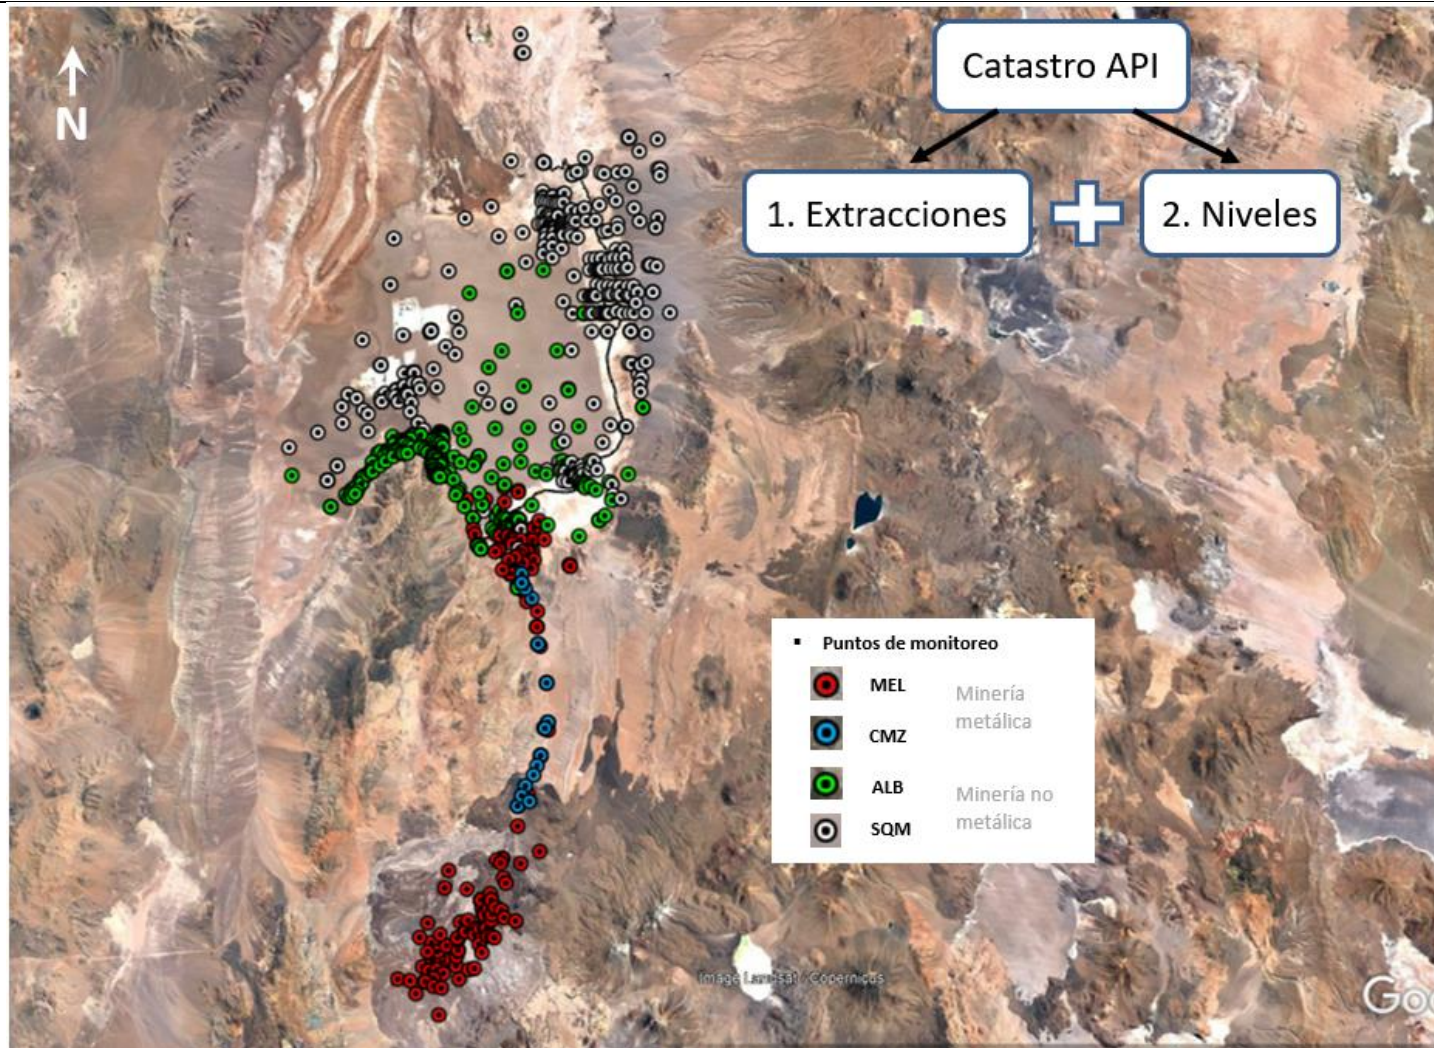 N
Catastro API
1. Extracciones
2. Niveles
Puntos de monitoreo
MEL
Minería
metálica
CMZ
ALB
Minería no
metálica
SQM
Image Landsat / Copernicus
Goo